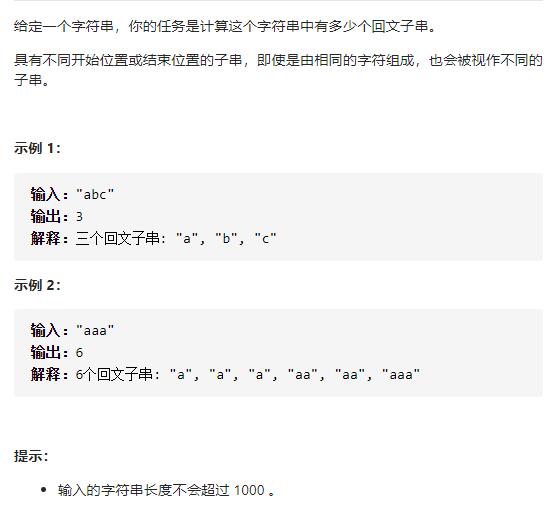 给定一个字符串，你的任务是计算这个字符串中有多少个回文子串。
具有不同开始位置或结束位置的子串，即使是由相同的字符组成，也会被视作不同的
子串。
示例 1：
输入："abc"
输出：3
解释：三个回文子串: "a", "b", "c"
示例 2：
输入："aaa"
输出：6
解释：6个回文子串: "a", "a", "a", "aa", "aa", "aaa"
提示：
• 输入的字符串长度不会超过 1000 。